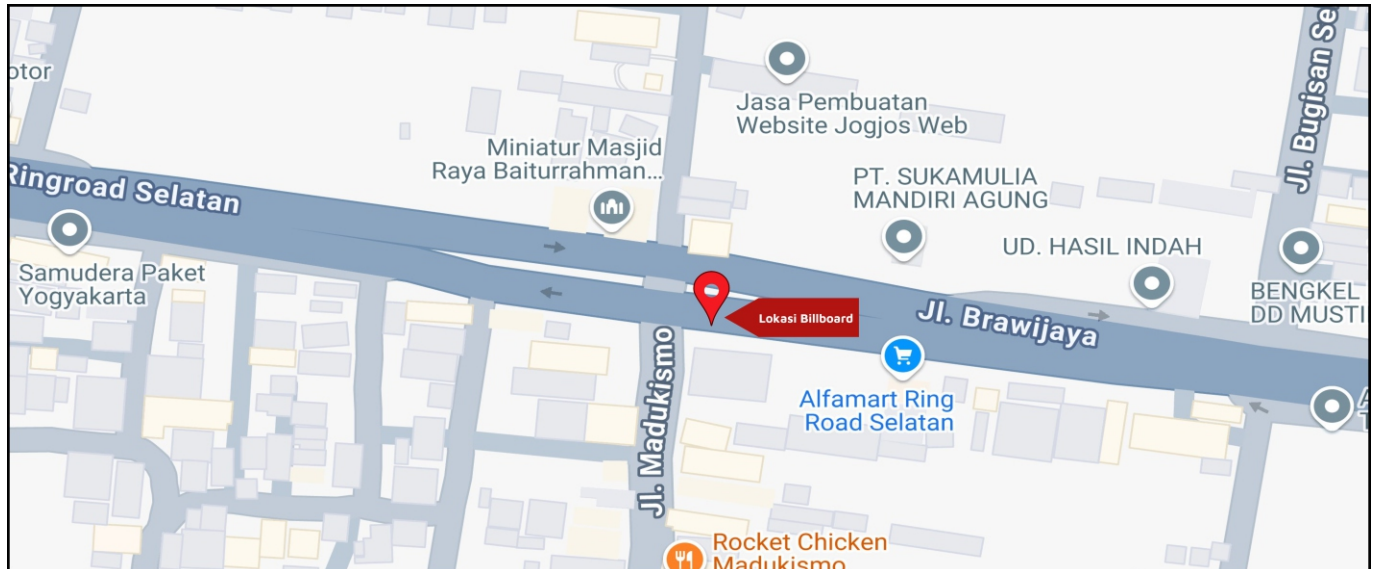 otor
Ringroad Selatan
Samudera Paket
Yogyakarta
Miniatur Masjid
Raya Baiturrahman...
Jasa Pembuatan
Website Jogjos Web
PT. SUKAMULIA
MANDIRI AGUNG
UD. HASIL INDAH
Jl. Bugisan Se
BENGKEL
DD MUSTI
Lokasi Billboard
Jl. Brawijaya
Alfamart Ring
Road Selatan
Jl. Madukismo
Rocket Chicken
Madukismo